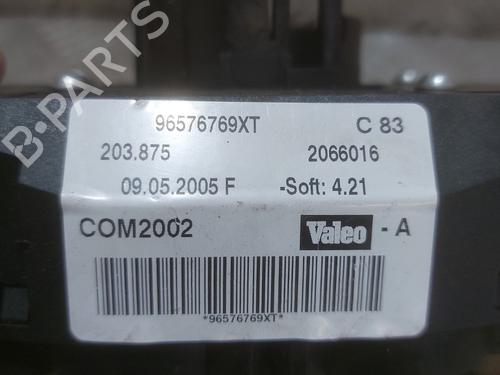 96576769XT C 83
203.875 2066016
09.05.2005 F -Soft: 4.21
COM2002 Valeo - A
*96576769XT*
B-PARTS